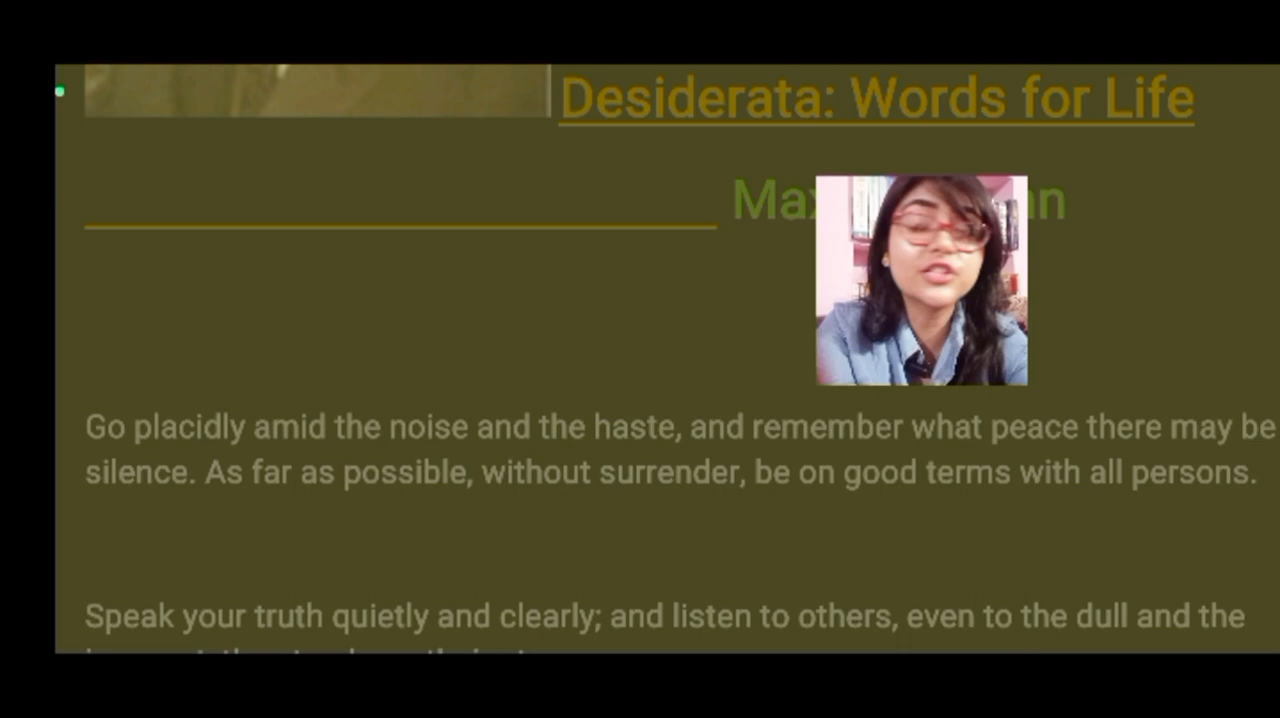 Desiderata: Words for Life
Go placidly amid the noise and the haste, and remember what peace there may be
silence. As far as possible, without surrender, be on good terms with all persons.
Speak your truth quietly and clearly; and listen to others, even to the dull and the